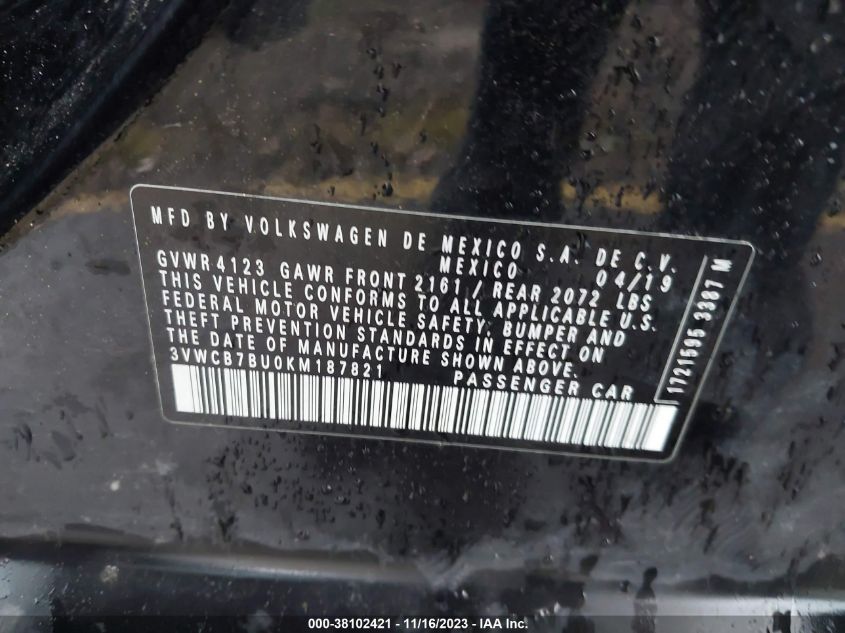 MFD BY VOLKSWAGEN DE MEXICO S.A. DE C.V.
MEXICO 04/19
GVWR 4123 GAWR FRONT 2161 / REAR 2072 LBS
THIS VEHICLE CONFORMS TO ALL APPLICABLE U.S.
FEDERAL MOTOR VEHICLE SAFETY, BUMPER AND
THEFT PREVENTION STANDARDS IN EFFECT ON
THE DATE OF MANUFACTURE SHOWN ABOVE.
3VWCB7BU0KM187821 PASSENGER CAR
1721595 3387 M
000-38102421 - 11/16/2023 - IAA Inc.